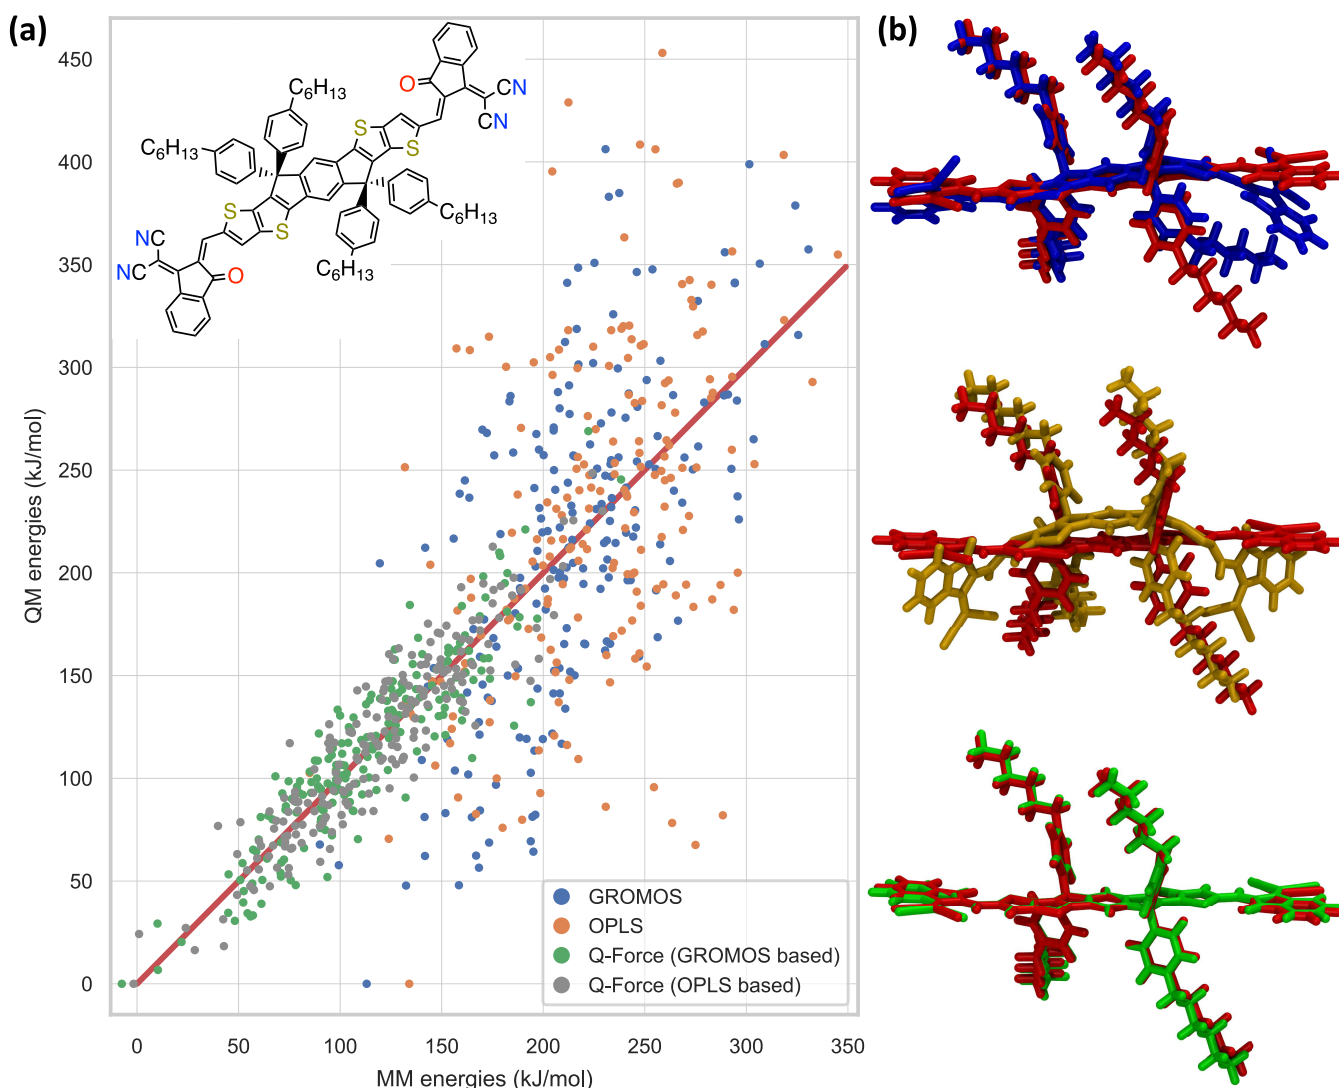 (a)
(b)
450
400
350
300
250
200
150
100
50
0
QM energies (kJ/mol)
0 50 100 150 200 250 300 350
MM energies (kJ/mol)
O
CN
CN
C6H13
C6H13
S
S
C6H13
S
S
C6H13
NC
NC
O
GROMOS
OPLS
Q-Force (GROMOS based)
Q-Force (OPLS based)